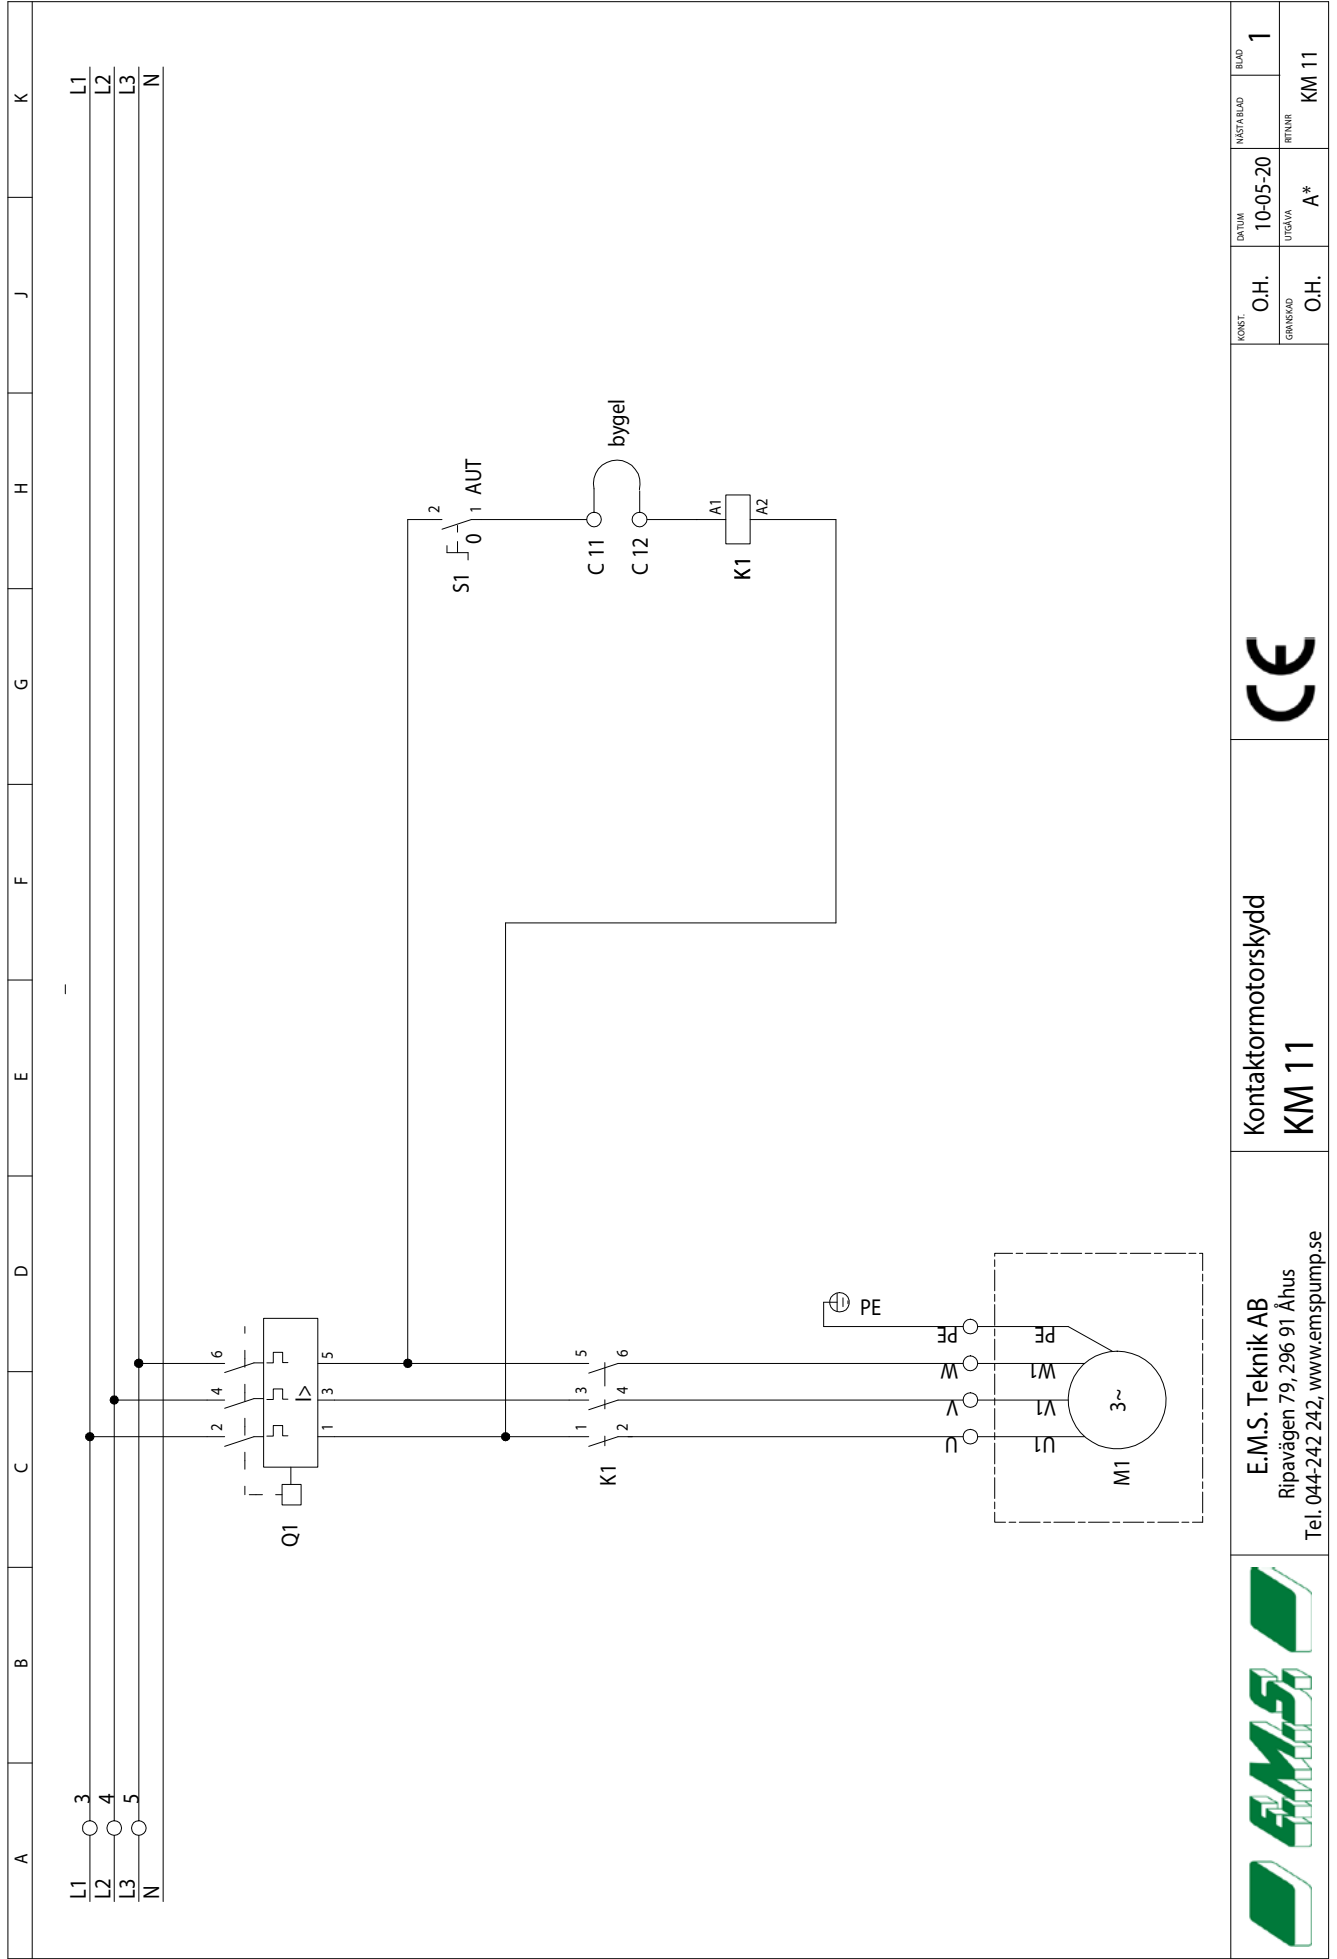 A B C D E F G H J K
L1 3 L1
L2 4 L2
L3 5 L3
N N
2 4 6
Q1
I>
1 3 5
2
S1 0 1 AUT
C 11
bygel
C 12
K1
A1
A2
K1
1 3 5
2 4 6
PE
U V W PE
U1 V1 W1 PE
M1
3~
E.M.S.
E.M.S. Teknik AB
Ripavägen 79, 296 91 Åhus
Tel. 044-242 242, www.emspump.se
Kontaktormotorskydd
KM 11
CE
KONST.
O.H.
DATUM
10-05-20
NÄSTA BLAD
BLAD
1
GRANSKAD
O.H.
UTGÅVA
A*
RITN.NR
KM 11